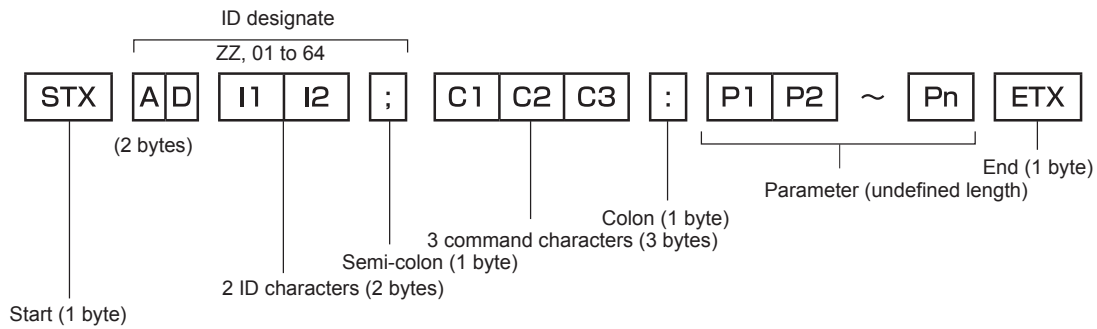 ID designate
ZZ, 01 to 64
STX A D I1 I2 ; C1 C2 C3 : P1 P2 ～ Pn ETX
(2 bytes)
End (1 byte)
Parameter (undefined length)
Colon (1 byte)
3 command characters (3 bytes)
Semi-colon (1 byte)
2 ID characters (2 bytes)
Start (1 byte)